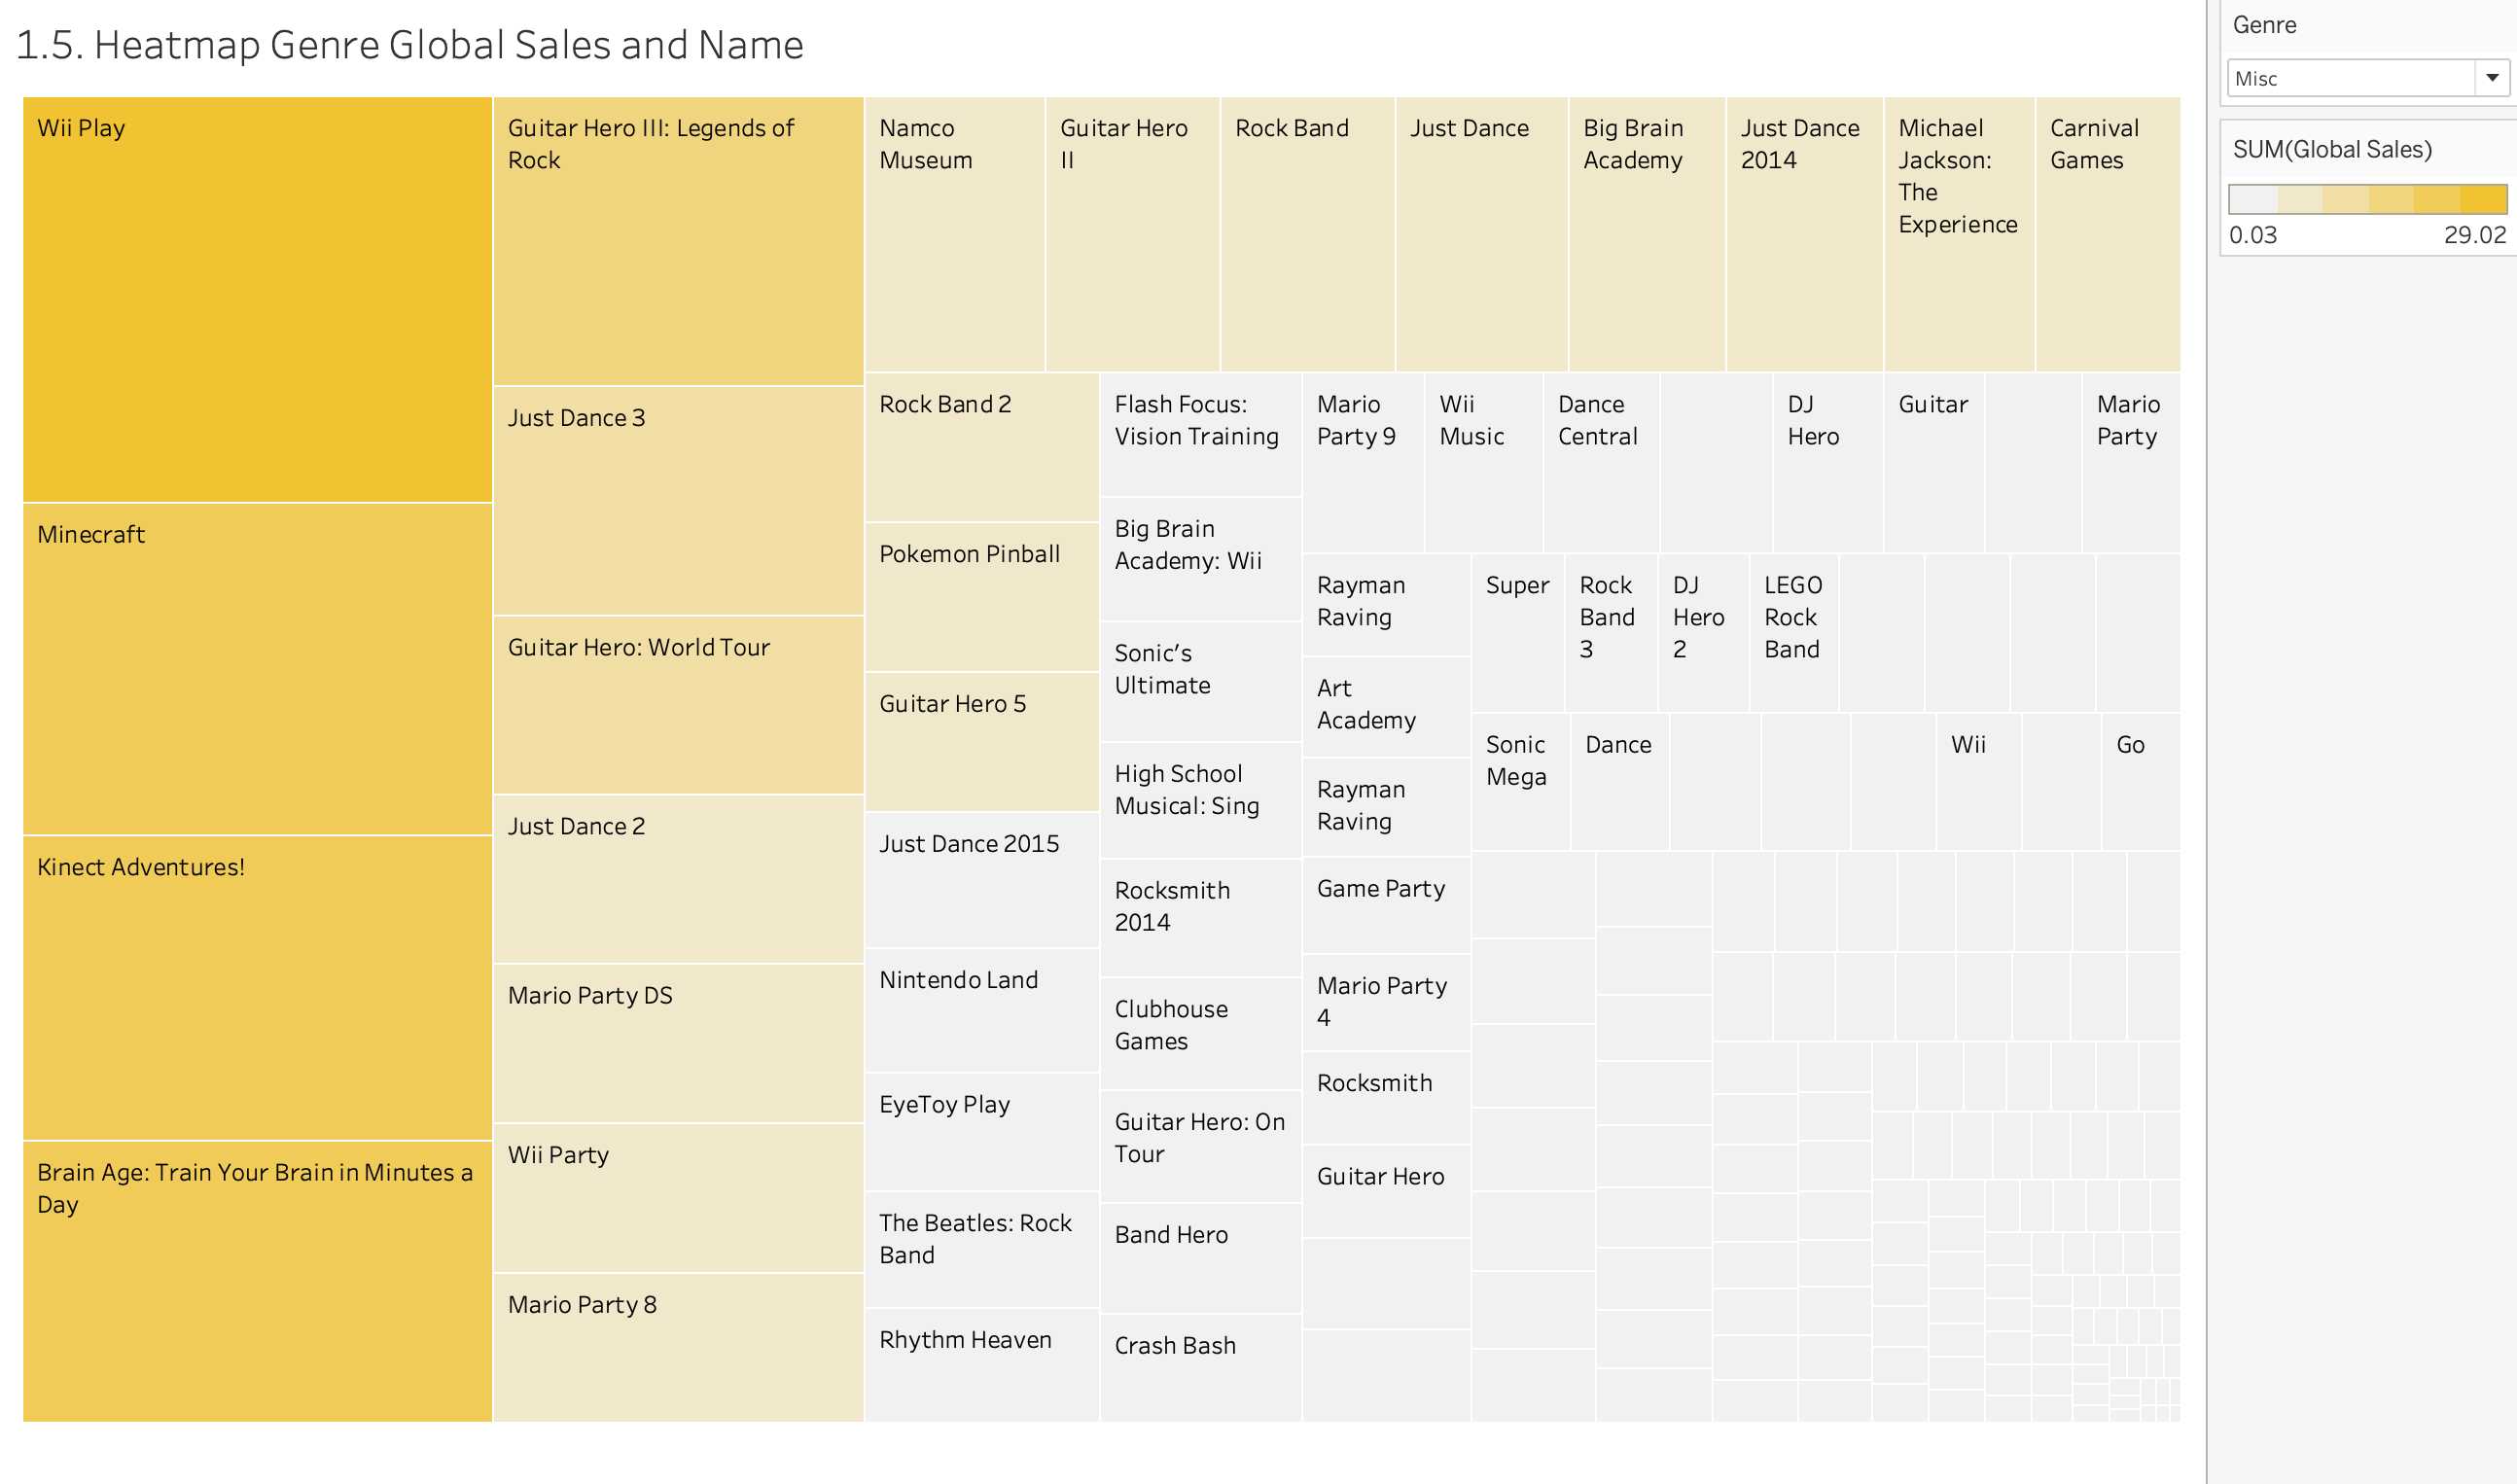 1.5. Heatmap Genre Global Sales and Name
Genre
Misc
SUM(Global Sales)
0.03 29.02
Wii Play
Minecraft
Kinect Adventures!
Brain Age: Train Your Brain in Minutes a
Day
Guitar Hero III: Legends of
Rock
Just Dance 3
Guitar Hero: World Tour
Just Dance 2
Mario Party DS
Wii Party
Mario Party 8
Namco
Museum
Guitar Hero
II
Rock Band
Just Dance
Big Brain
Academy
Just Dance
2014
Michael
Jackson:
The
Experience
Carnival
Games
Rock Band 2
Pokemon Pinball
Guitar Hero 5
Just Dance 2015
Nintendo Land
EyeToy Play
The Beatles: Rock
Band
Rhythm Heaven
Flash Focus:
Vision Training
Big Brain
Academy: Wii
Sonic's
Ultimate
High School
Musical: Sing
Rocksmith
2014
Clubhouse
Games
Guitar Hero: On
Tour
Band Hero
Crash Bash
Mario
Party 9
Wii
Music
Dance
Central
DJ
Hero
Guitar
Mario
Party
Rayman
Raving
Art
Academy
Rayman
Raving
Game Party
Mario Party
4
Rocksmith
Guitar Hero
Super
Rock
Band
3
DJ
Hero
2
LEGO
Rock
Band
Sonic
Mega
Dance
Wii
Go